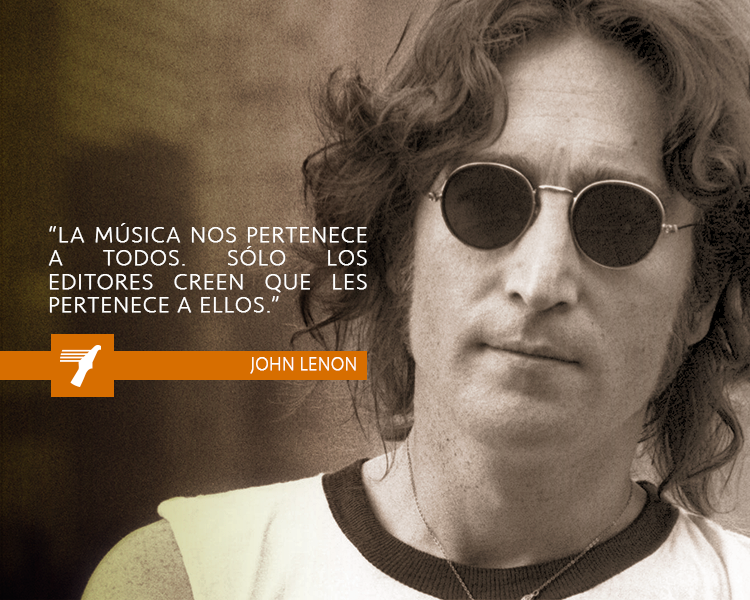 “LA MÚSICA NOS PERTENECE
A TODOS. SÓLO LOS
EDITORES CREEN QUE LES
PERTENECE A ELLOS.”
JOHN LENON